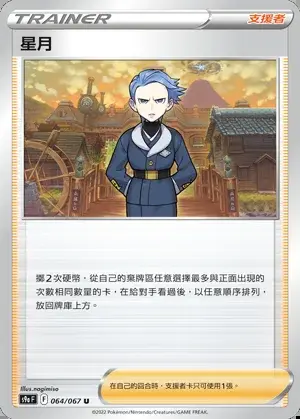 TRAINER 支援者
星月
擲2次硬幣，從自己的棄牌區任意選擇最多與正面出現的
次數相同數量的卡，在給對手看過後，以任意順序排列，
放回牌庫上方。
Illus.nagimiso
s9a F F 064/067 U
在自己的回合時，支援者卡只可使用1張。
©2022 Pokémon/Nintendo/Creatures/GAME FREAK.